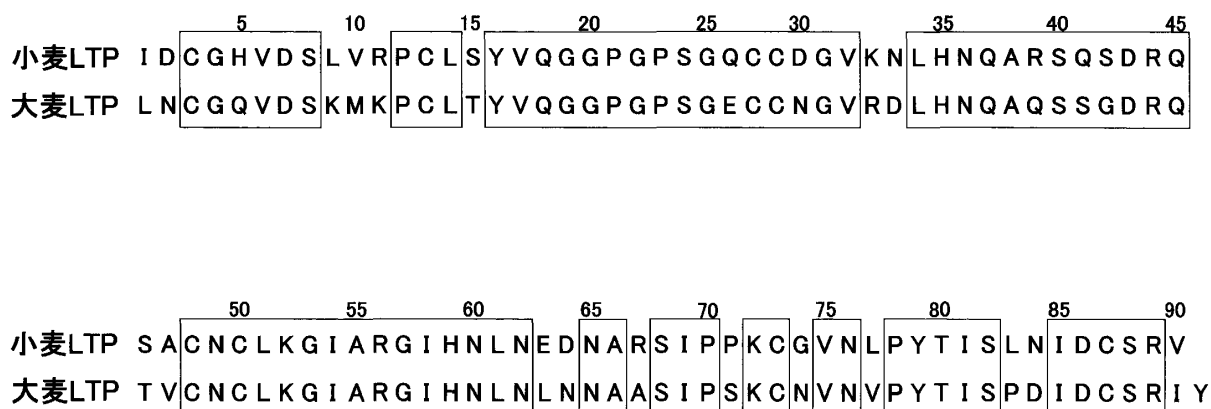 5 10 15 20 25 30 35 40 45
小麦LTP I D C G H V D S L V R P C L S Y V Q G G P G P S G Q C C D G V K N L H N Q A R S Q S D R Q
大麦LTP L N C G Q V D S K M K P C L T Y V Q G G P G P S G E C C N G V R D L H N Q A Q S S G D R Q
50 55 60 65 70 75 80 85 90
小麦LTP S A C N C L K G I A R G I H N L N E D N A R S I P P K C G V N L P Y T I S L N I D C S R V
大麦LTP T V C N C L K G I A R G I H N L N L N N A A S I P S K C N V N V P Y T I S P D I D C S R I Y